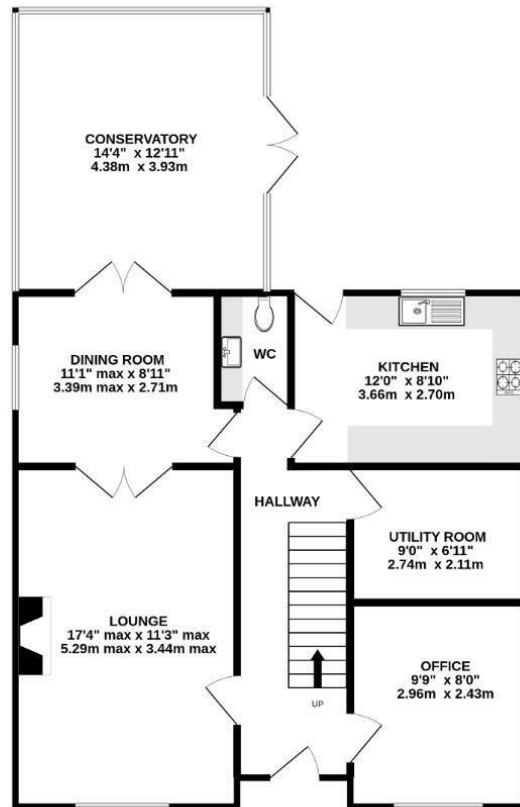 CONSERVATORY
14'4" x 12'11"
4.38m x 3.93m
DINING ROOM
11'1" max x 8'11"
3.39m max x 2.71m
WC
KITCHEN
12'0" x 8'10"
3.66m x 2.70m
HALLWAY
UTILITY ROOM
9'0" x 6'11"
2.74m x 2.11m
LOUNGE
17'4" max x 11'3" max
5.29m max x 3.44m max
OFFICE
9'9" x 8'0"
2.96m x 2.43m
UP